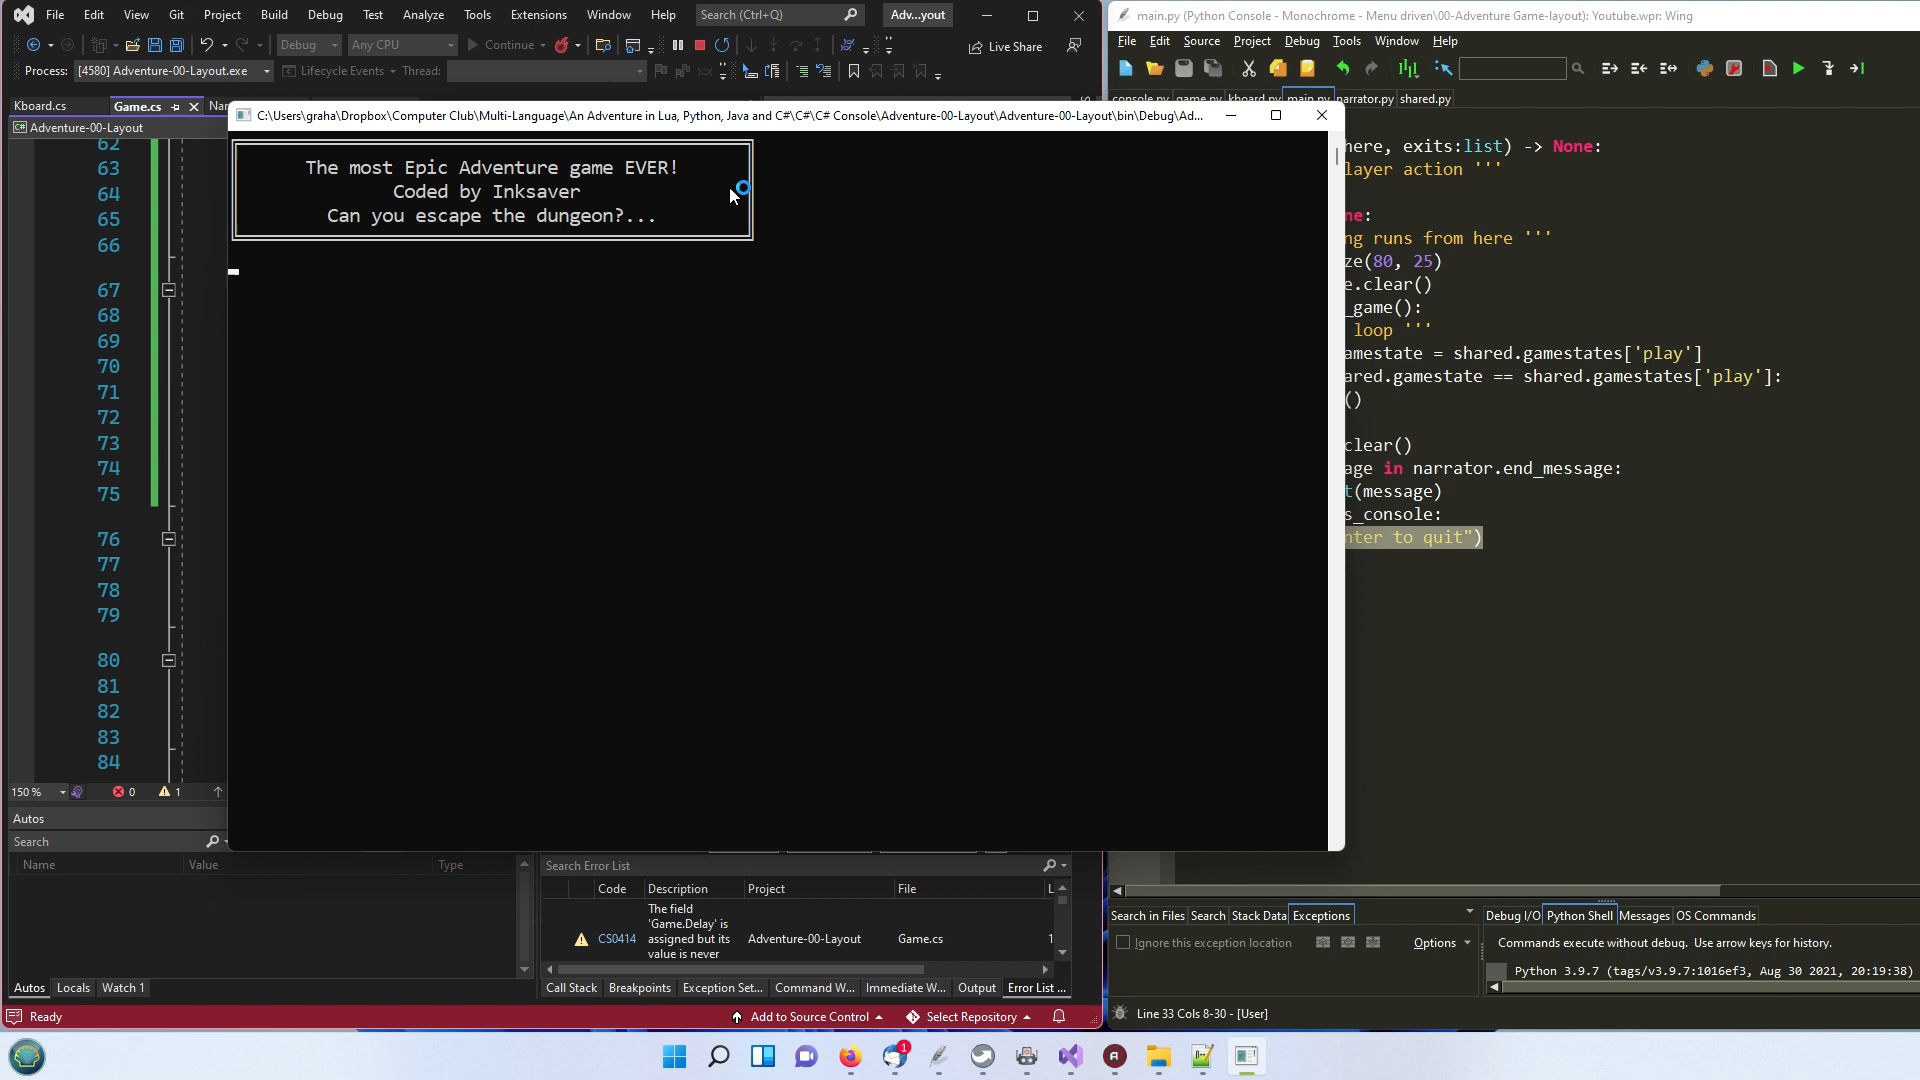 File Edit View Git Project Build Debug Test Analyze Tools Extensions Window Help Search (Ctrl+Q) Adv...yout
Debug Any CPU Continue Live Share
Process: [4580] Adventure-00-Layout.exe Lifecycle Events Thread:
Kboard.cs Game.cs Nar
C# Adventure-00-Layout
C:\Users\graha\Dropbox\Computer Club\Multi-Language\An Adventure in Lua, Python, Java and C#\C#\C# Console\Adventure-00-Layout\Adventure-00-Layout\bin\Debug\Ad...
The most Epic Adventure game EVER!
Coded by Inksaver
Can you escape the dungeon?...
62
63
64
65
66
67
68
69
70
71
72
73
74
75
76
77
78
79
80
81
82
83
84
150 % 0 1
Autos
Search
Name Value Type
Autos Locals Watch 1
Search Error List
Code Description Project File L
CS0414 The field
'Game.Delay' is
assigned but its
value is never
Adventure-00-Layout Game.cs 1
Call Stack Breakpoints Exception Set... Command W... Immediate W... Output Error List ...
Ready Add to Source Control Select Repository
main.py (Python Console - Monochrome - Menu driven\00-Adventure Game-layout): Youtube.wpr: Wing
File Edit Source Project Debug Tools Window Help
console.py game.py kboard.py main.py narrator.py shared.py
here, exits:list) -> None:
layer action '''
ne:
ng runs from here '''
ze(80, 25)
e.clear()
_game():
loop '''
amestate = shared.gamestates['play']
ared.gamestate == shared.gamestates['play']:
()
clear()
age in narrator.end_message:
t(message)
s_console:
nter to quit")
Search in Files Search Stack Data Exceptions
Ignore this exception location Options
Debug I/O Python Shell Messages OS Commands
Commands execute without debug. Use arrow keys for history.
Python 3.9.7 (tags/v3.9.7:1016ef3, Aug 30 2021, 20:19:38)
Line 33 Cols 8-30 - [User]
1